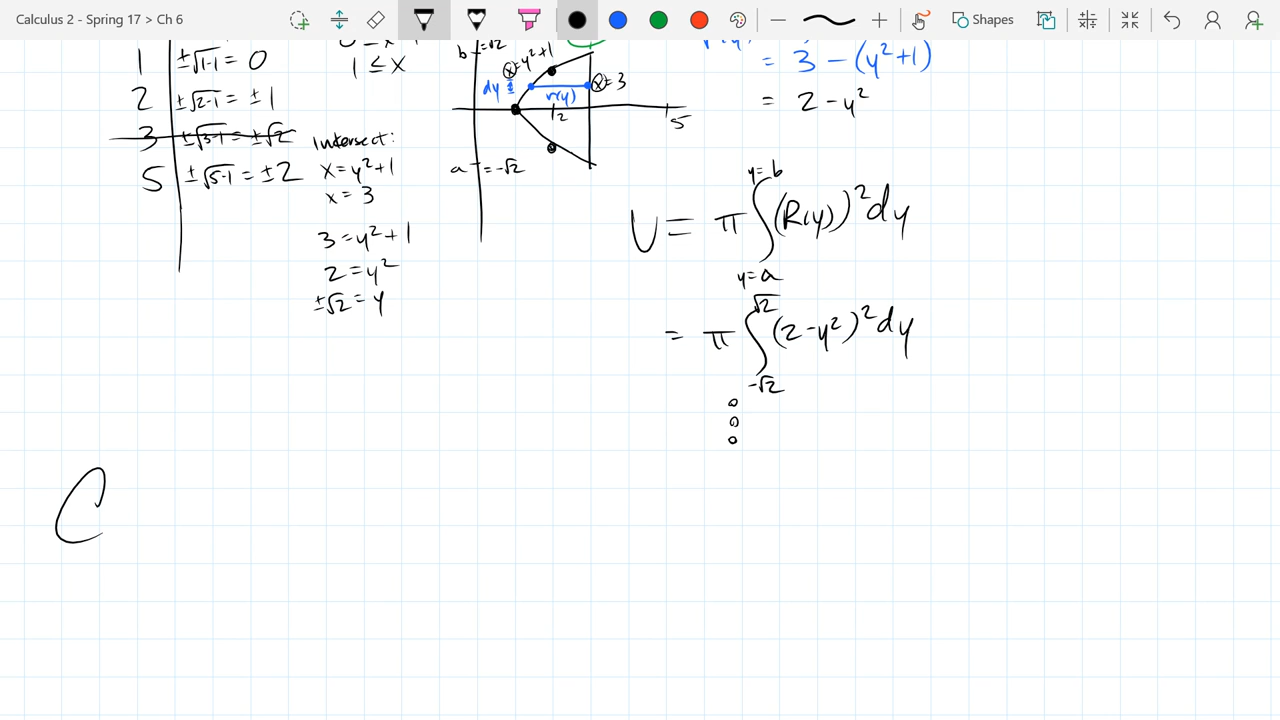 Calculus 2 - Spring 17 > Ch 6
Shapes
1 ±√1-1 = 0
2 ±√2-1 = ±1
3 ±√3-1 = ±√2
5 ±√5-1 = ±2
1 ≤ x
Intersect:
x = y²+1
x = 3
3 = y²+1
2 = y²
±√2 = y
b = √2
x = y²+1
dy
r(y)
x = 3
2
5
a = -√2
= 3 - (y²+1)
= 2 - y²
V = π ∫ y=a y=b (R(y))² dy
= π ∫ -√2 √2 (2-y²)² dy
C